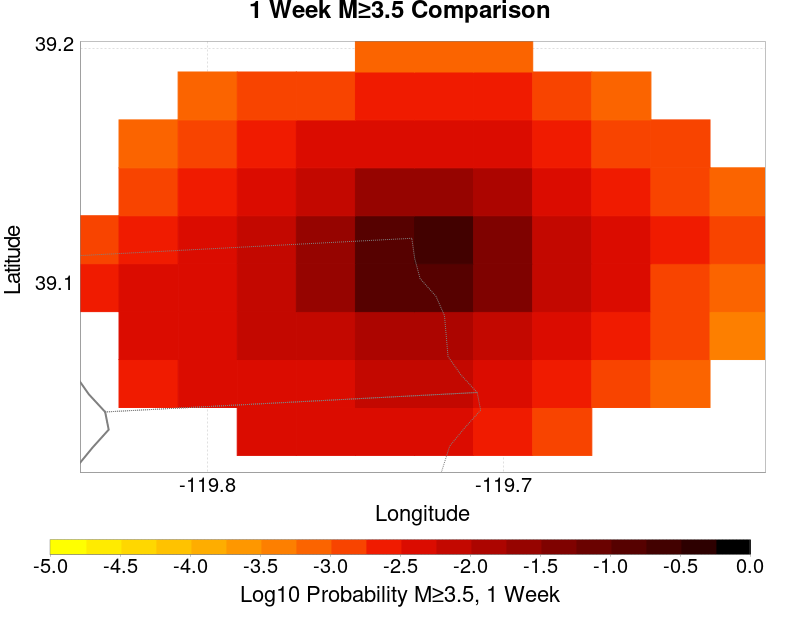 1 Week M≥3.5 Comparison
39.2
39.1
Latitude
-119.8 -119.7
Longitude
-5.0 -4.5 -4.0 -3.5 -3.0 -2.5 -2.0 -1.5 -1.0 -0.5 0.0
Log10 Probability M≥3.5, 1 Week